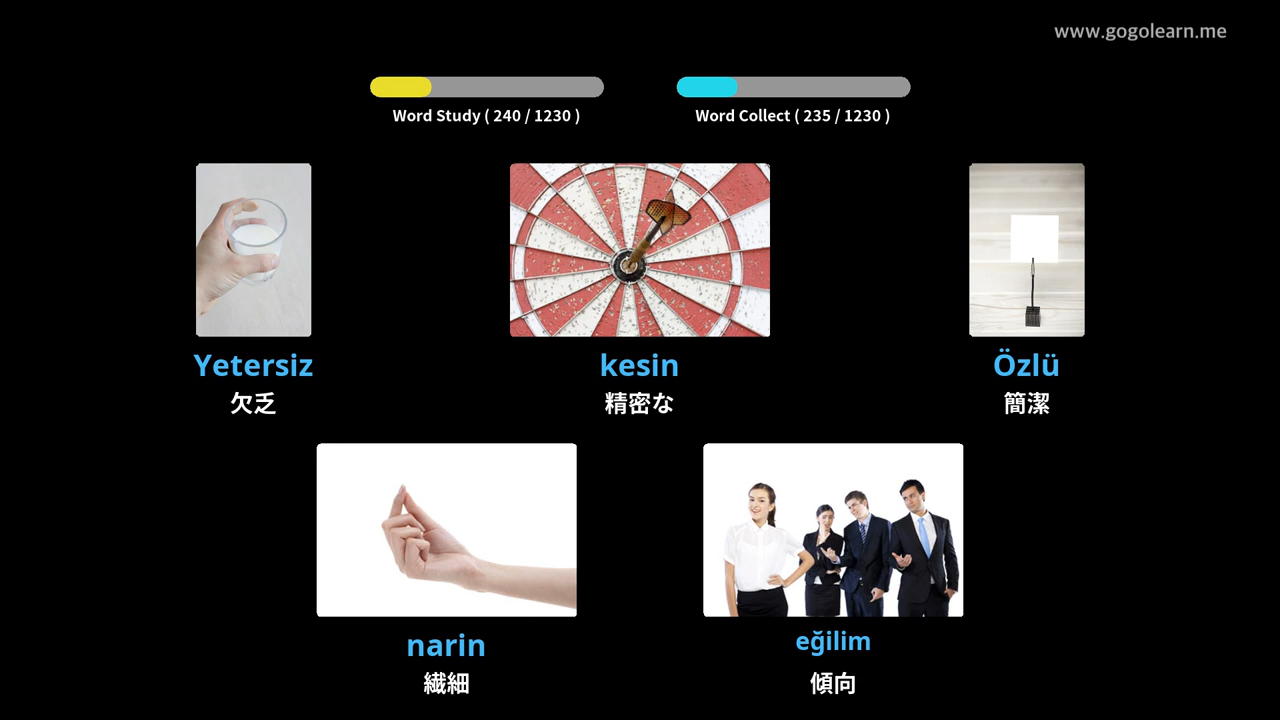 www.gogolearn.me
Word Study ( 240 / 1230 )
Word Collect ( 235 / 1230 )
Yetersiz
欠乏
kesin
精密な
Özlü
簡潔
narin
繊細
eğilim
傾向